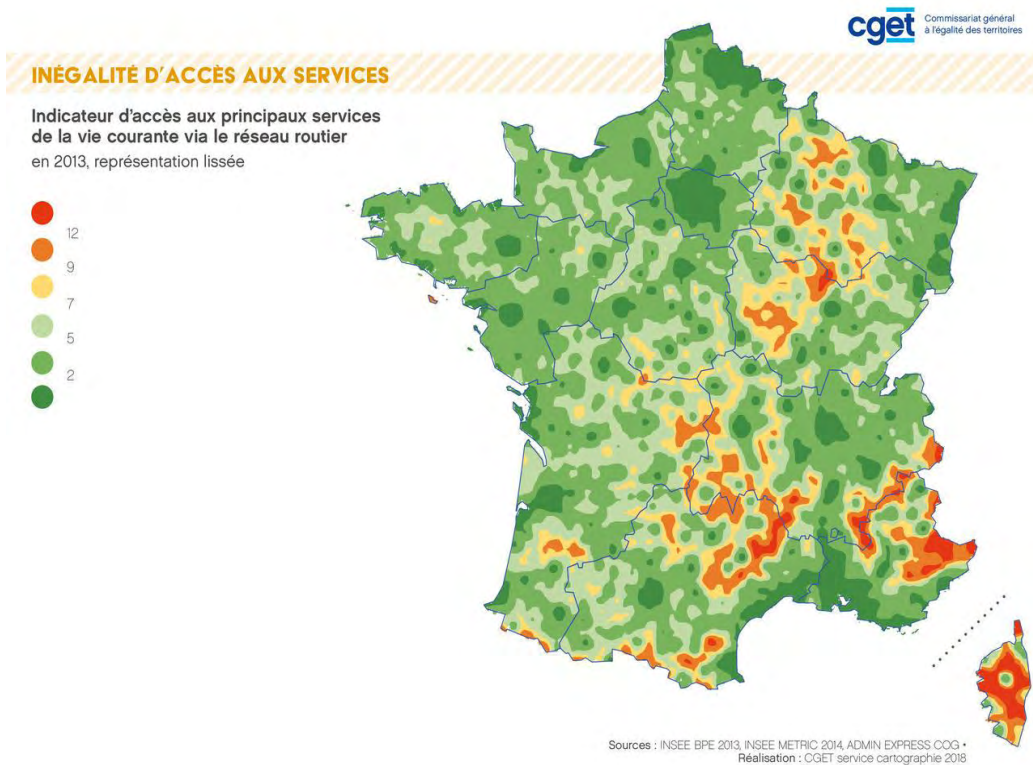 cget
Commissariat général
à l'égalité des territoires
INÉGALITÉ D'ACCÈS AUX SERVICES
Indicateur d'accès aux principaux services
de la vie courante via le réseau routier
en 2013, représentation lissée
12
9
7
5
2
Sources : INSEE BPE 2013, INSEE METRIC 2014, ADMIN EXPRESS COG •
Réalisation : CGET service cartographie 2018